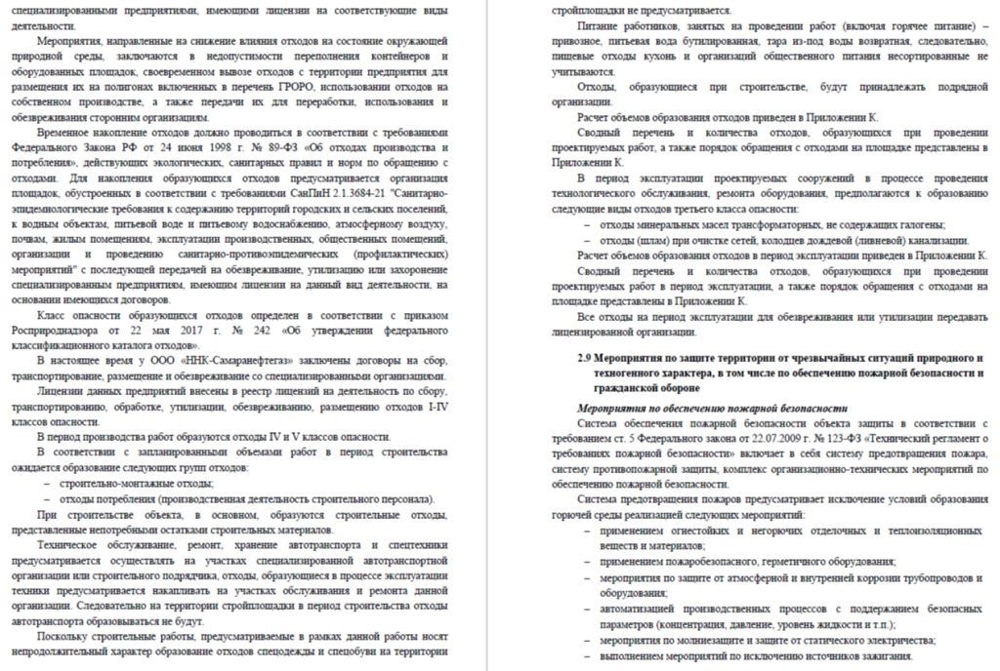 специализированными предприятиями, имеющими лицензии на соответствующие виды
деятельности.
Мероприятия, направленные на снижение влияния отходов на состояние окружающей
природной среды, заключаются в недопустимости переполнения контейнеров и
оборудованных площадок, своевременном вывозе отходов с территории предприятия для
размещения их на полигонах включенных в перечень ГРОРО, использовании отходов на
собственном производстве, а также передачи их для переработки, использования и
обезвреживания сторонним организациям.
Временное накопление отходов должно проводиться в соответствии с требованиями
Федерального Закона РФ от 24 июня 1998 г. № 89-ФЗ «Об отходах производства и
потребления», действующих экологических, санитарных правил и норм по обращению с
отходами. Для накопления образующихся отходов предусматривается организация
площадок, обустроенных в соответствии с требованиями СанПиН 2.1.3684-21 "Санитарно-
эпидемиологические требования к содержанию территорий городских и сельских поселений,
к водным объектам, питьевой воде и питьевому водоснабжению, атмосферному воздуху,
почвам, жилым помещениям, эксплуатации производственных, общественных помещений,
организации и проведению санитарно-противоэпидемических (профилактических)
мероприятий" с последующей передачей на обезвреживание, утилизацию или захоронение
специализированным предприятиям, имеющим лицензии на данный вид деятельности, на
основании имеющихся договоров.
Класс опасности образующихся отходов определен в соответствии с приказом
Росприроднадзора от 22 мая 2017 г. № 242 «Об утверждении федерального
классификационного каталога отходов».
В настоящее время у ООО «ННК-Самаранефтегаз» заключены договоры на сбор,
транспортирование, размещение и обезвреживание со специализированными организациями.
Лицензии данных предприятий внесены в реестр лицензий на деятельность по сбору,
транспортированию, обработке, утилизации, обезвреживанию, размещению отходов I-IV
классов опасности.
В период производства работ образуются отходы IV и V классов опасности.
В соответствии с запланированными объемами работ в период строительства
ожидается образование следующих групп отходов:
– строительно-монтажные отходы;
– отходы потребления (производственная деятельность строительного персонала).
При строительстве объекта, в основном, образуются строительные отходы,
представленные непотребными остатками строительных материалов.
Техническое обслуживание, ремонт, хранение автотранспорта и спецтехники
предусматривается осуществлять на участках специализированной автотранспортной
организации или строительного подрядчика, отходы, образующиеся в процессе эксплуатации
техники предусматривается накапливать на участках обслуживания и ремонта данной
организации. Следовательно на территории стройплощадки в период строительства отходы
автотранспорта образовываться не будут.
Поскольку строительные работы, предусматриваемые в рамках данной работы носят
непродолжительный характер образование отходов спецодежды и спецобуви на территории
стройплощадки не предусматривается.
Питание работников, занятых на проведении работ (включая горячее питание) –
привозное, питьевая вода бутилированная, тара из-под воды возвратная, следовательно,
пищевые отходы кухонь и организаций общественного питания несортированные не
учитываются.
Отходы, образующиеся при строительстве, будут принадлежать подрядной
организации.
Расчет объемов образования отходов приведен в Приложении К.
Сводный перечень и количества отходов, образующихся при проведении
проектируемых работ, а также порядок обращения с отходами на площадке представлены в
Приложении К.
В период эксплуатации проектируемых сооружений в процессе проведения
технологического обслуживания, ремонта оборудования, предполагаются к образованию
следующие виды отходов третьего класса опасности:
– отходы минеральных масел трансформаторных, не содержащих галогены;
– отходы (шлам) при очистке сетей, колодцев дождевой (ливневой) канализации.
Расчет объемов образования отходов в период эксплуатации приведен в Приложении К.
Сводный перечень и количества отходов, образующихся при проведении
проектируемых работ в период эксплуатации, а также порядок обращения с отходами на
площадке представлены в Приложении К.
Все отходы на период эксплуатации для обезвреживания или утилизации передавать
лицензированной организации.
2.9 Мероприятия по защите территории от чрезвычайных ситуаций природного и
техногенного характера, в том числе по обеспечению пожарной безопасности и
гражданской обороне
Мероприятия по обеспечению пожарной безопасности
Система обеспечения пожарной безопасности объекта защиты в соответствии с
требованием ст. 5 Федерального закона от 22.07.2009 г. № 123-ФЗ «Технический регламент о
требованиях пожарной безопасности» включает в себя систему предотвращения пожара,
систему противопожарной защиты, комплекс организационно-технических мероприятий по
обеспечению пожарной безопасности.
Система предотвращения пожаров предусматривает исключение условий образования
горючей среды реализацией следующих мероприятий:
– применением огнестойких и негорючих отделочных и теплоизоляционных
веществ и материалов;
– применением пожаробезопасного, герметичного оборудования;
– мероприятия по защите от атмосферной и внутренней коррозии трубопроводов и
оборудования;
– автоматизацией производственных процессов с поддержанием безопасных
параметров (концентрация, давление, уровень жидкости и т.п.);
– мероприятия по молниезащите и защите от статического электричества;
– выполнением мероприятий по исключению источников зажигания.